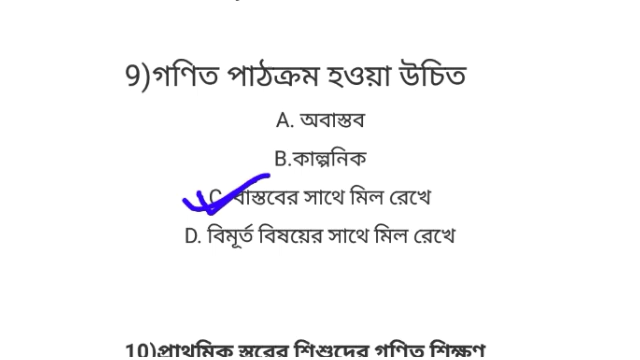 9)গণিত পাঠক্রম হওয়া উচিত
A. অবাস্তব
B.কাল্পনিক
C. বাস্তবের সাথে মিল রেখে
D. বিমূর্ত বিষয়ের সাথে মিল রেখে
10)প্রাথমিক স্তরের শিশুদের গণিত শিক্ষণ